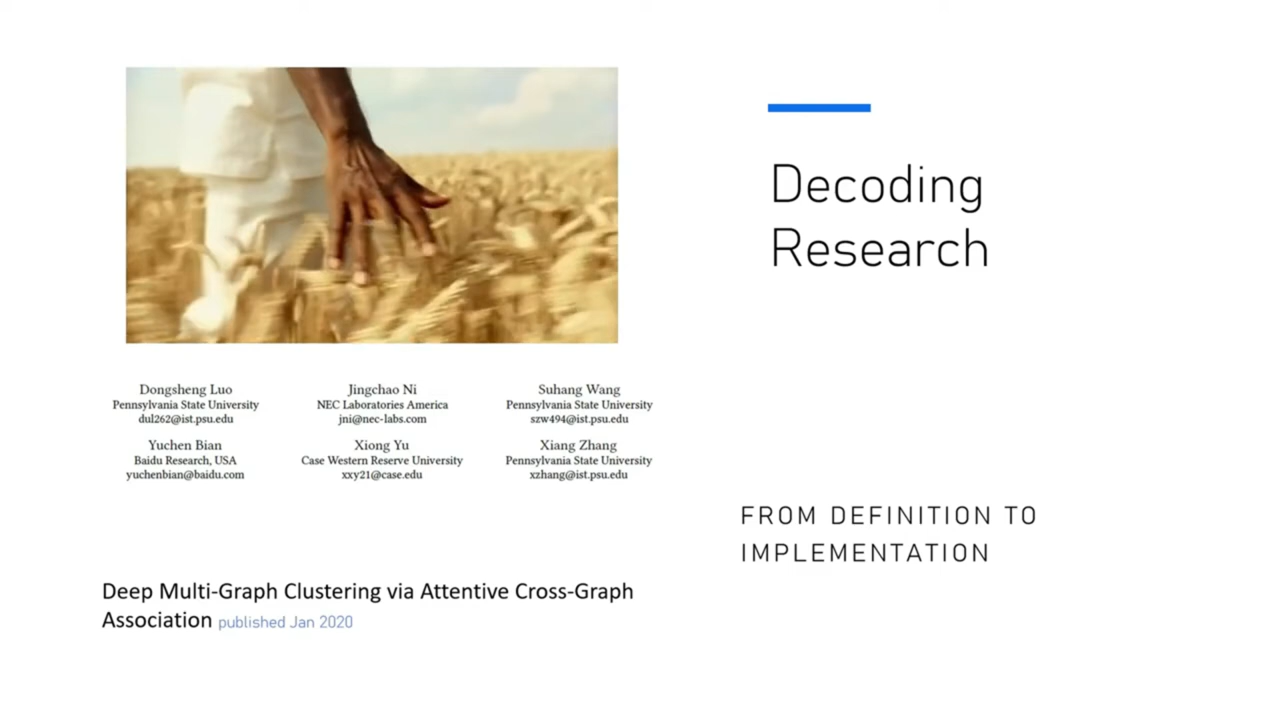 Decoding
Research
Dongsheng Luo
Pennsylvania State University
dul262@ist.psu.edu
Jingchao Ni
NEC Laboratories America
jni@nec-labs.com
Suhang Wang
Pennsylvania State University
szw494@ist.psu.edu
Yuchen Bian
Baidu Research, USA
yuchenbian@baidu.com
Xiong Yu
Case Western Reserve University
xxy21@case.edu
Xiang Zhang
Pennsylvania State University
xzhang@ist.psu.edu
FROM DEFINITION TO
IMPLEMENTATION
Deep Multi-Graph Clustering via Attentive Cross-Graph
Association published Jan 2020